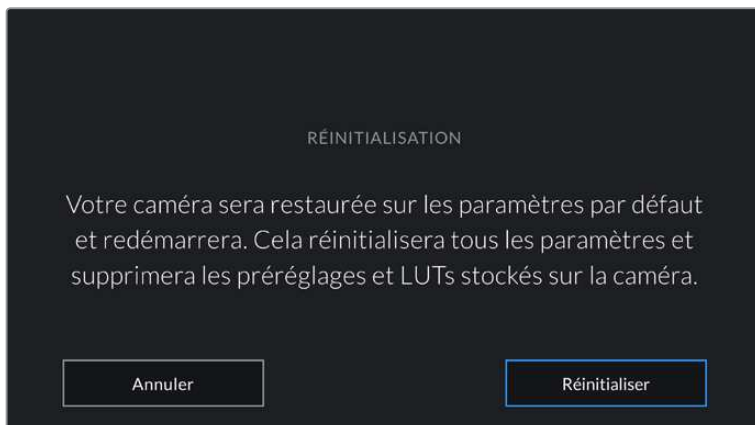 RÉINITIALISATION
Votre caméra sera restaurée sur les paramètres par défaut
et redémarrera. Cela réinitialisera tous les paramètres et
supprimera les préréglages et LUTs stockés sur la caméra.
Annuler
Réinitialiser